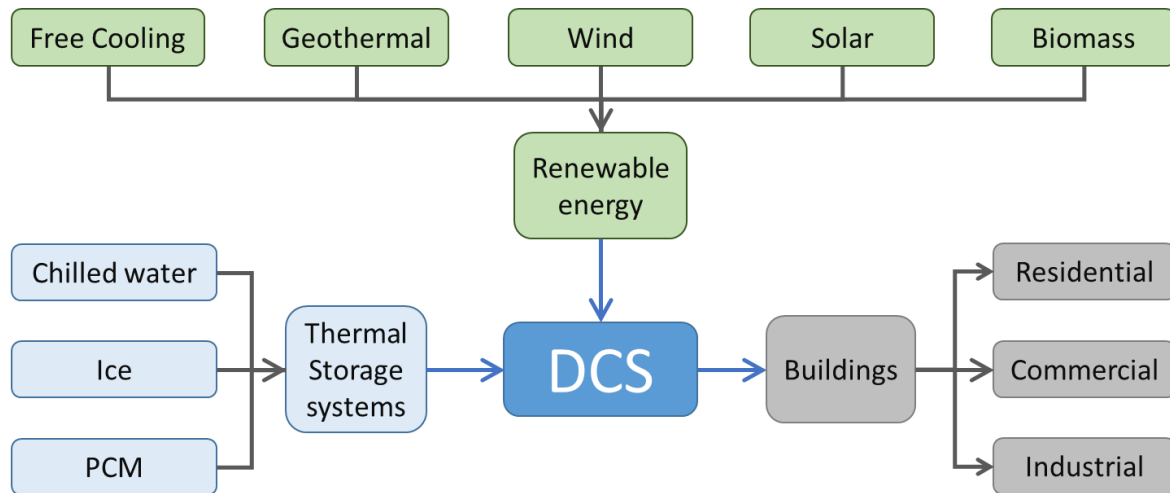 Free Cooling
Geothermal
Wind
Solar
Biomass
Renewable
energy
Chilled water
Ice
PCM
Thermal
Storage
systems
DCS
Buildings
Residential
Commercial
Industrial